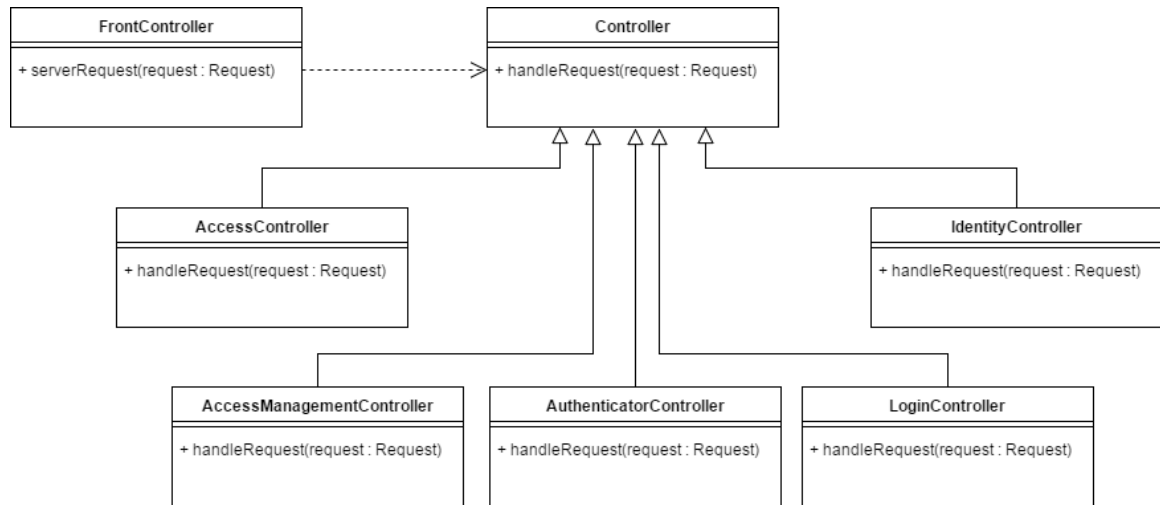 FrontController
+ serverRequest(request : Request)
Controller
+ handleRequest(request : Request)
AccessController
+ handleRequest(request : Request)
IdentityController
+ handleRequest(request : Request)
AccessManagementController
+ handleRequest(request : Request)
AuthenticatorController
+ handleRequest(request : Request)
LoginController
+ handleRequest(request : Request)